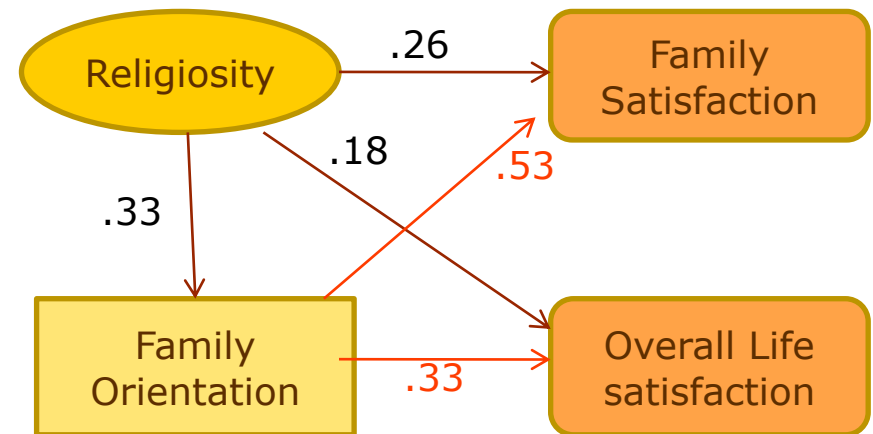 Religiosity
.26
Family
Satisfaction
.18
.53
.33
Family
Orientation
.33
Overall Life
satisfaction